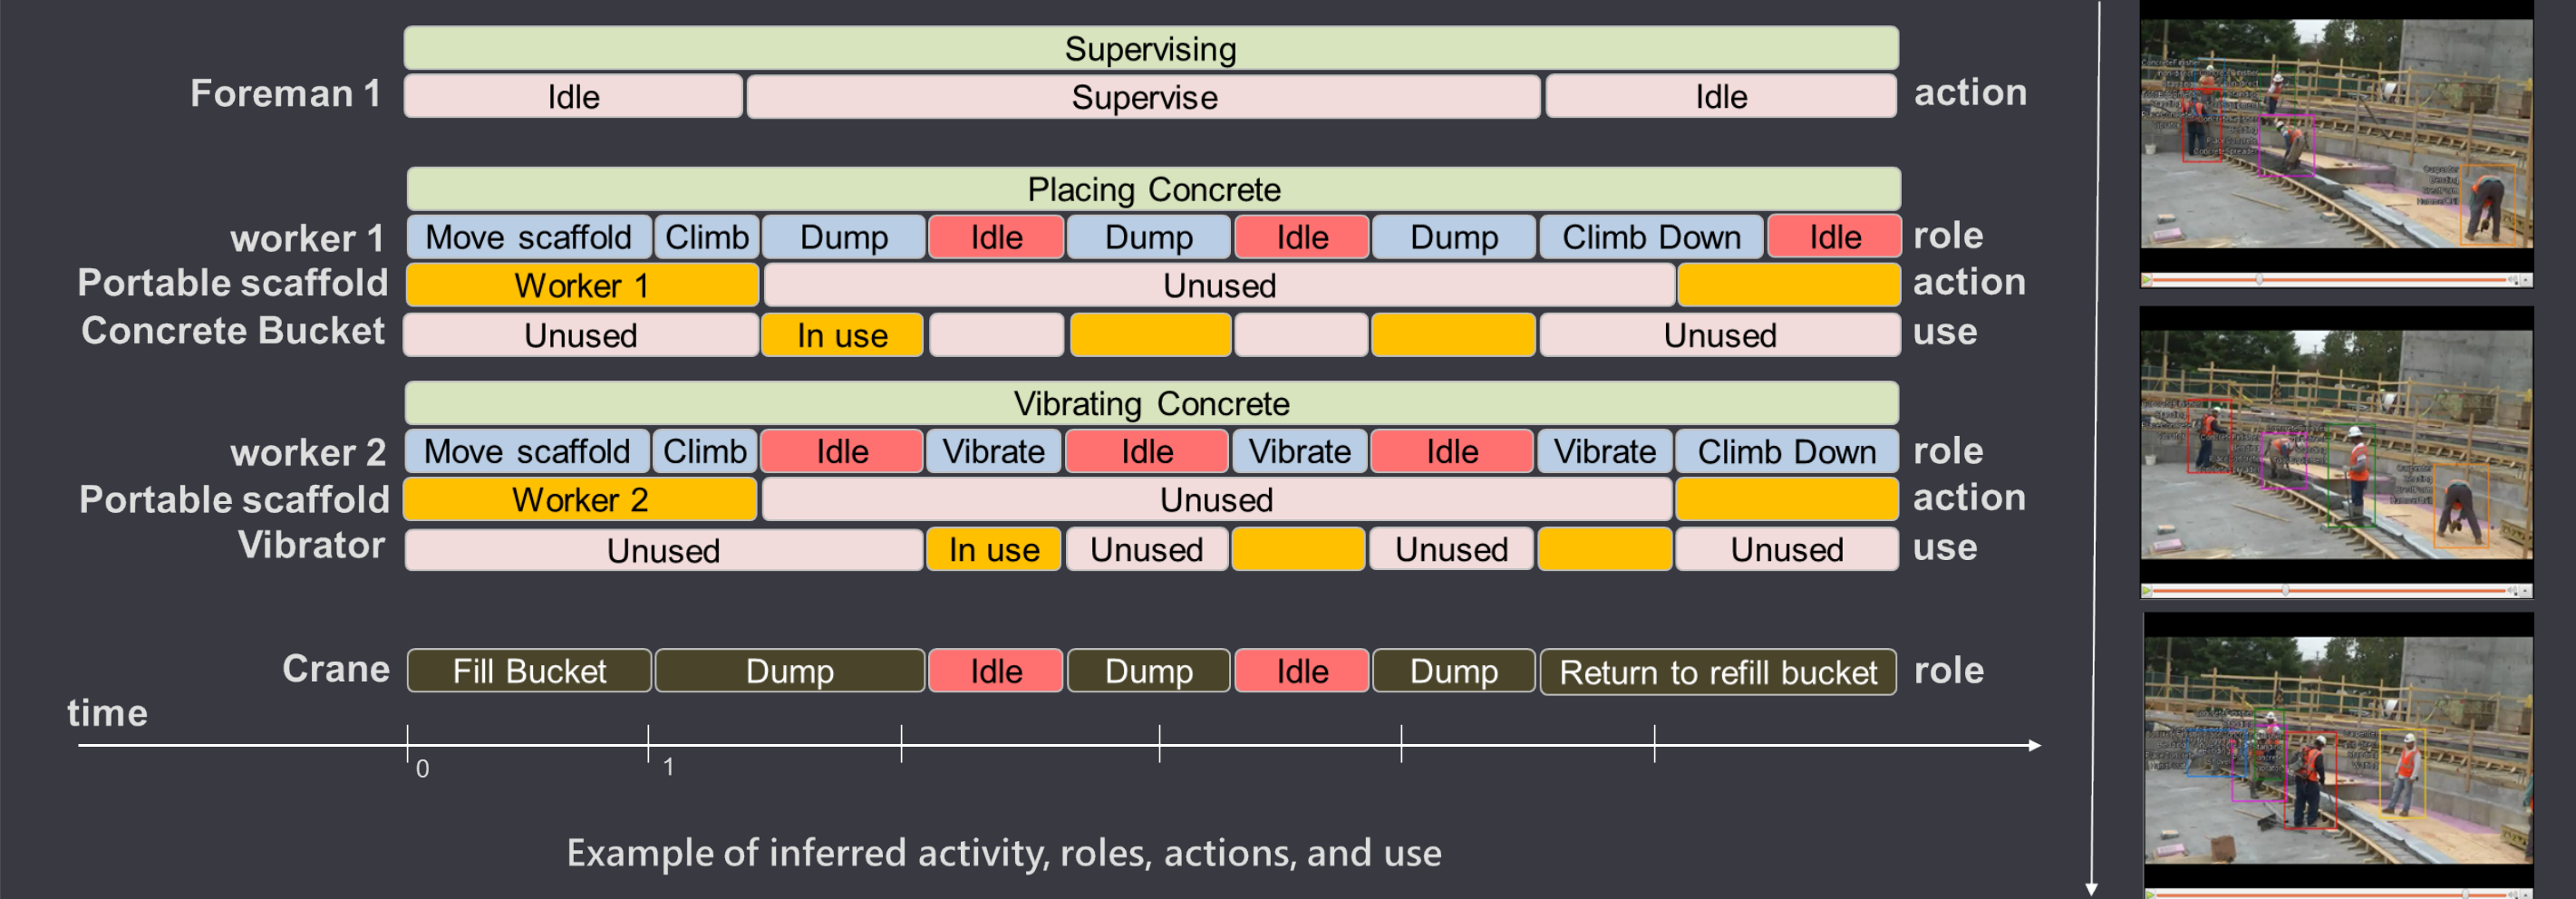 Supervising
Foreman 1 Idle Supervise Idle action
Placing Concrete
worker 1 Move scaffold Climb Dump Idle Dump Idle Dump Climb Down Idle role
Portable scaffold Worker 1 Unused action
Concrete Bucket Unused In use Unused use
Vibrating Concrete
worker 2 Move scaffold Climb Idle Vibrate Idle Vibrate Idle Vibrate Climb Down role
Portable scaffold Worker 2 Unused action
Vibrator Unused In use Unused Unused Unused use
Crane Fill Bucket Dump Idle Dump Idle Dump Return to refill bucket role
time
0 1
Example of inferred activity, roles, actions, and use